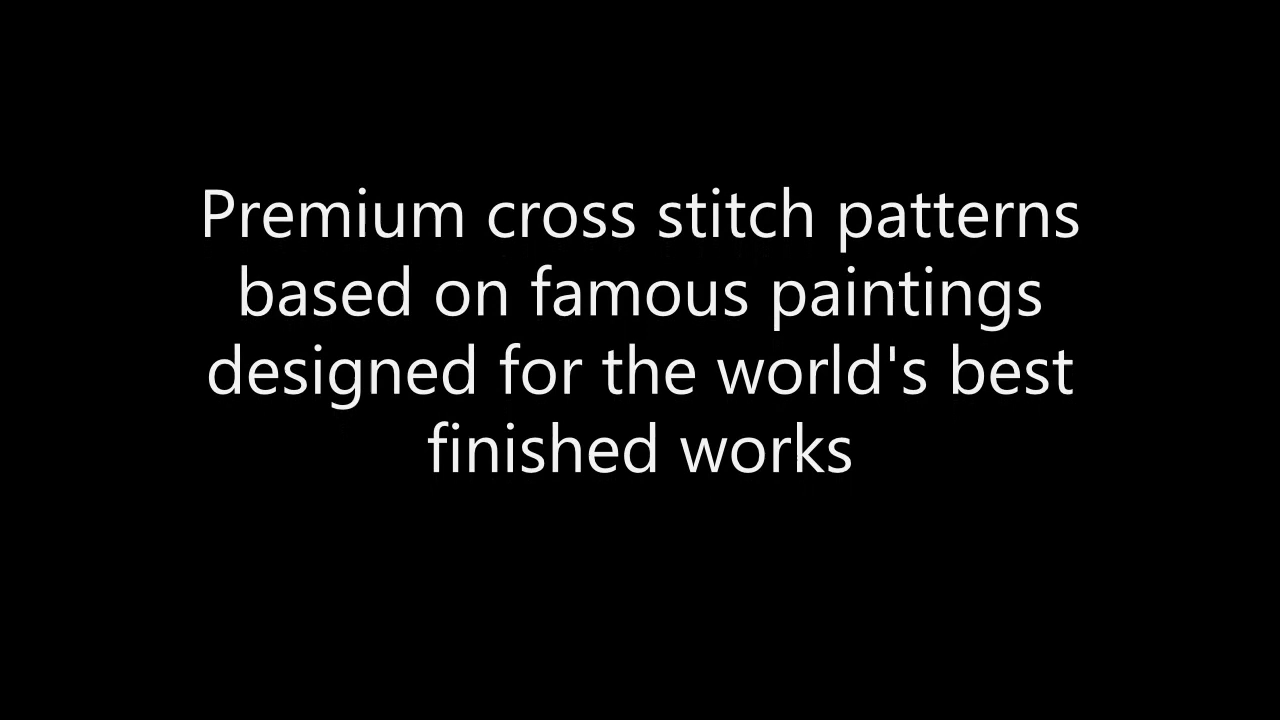 Premium cross stitch patterns
based on famous paintings
designed for the world's best
finished works